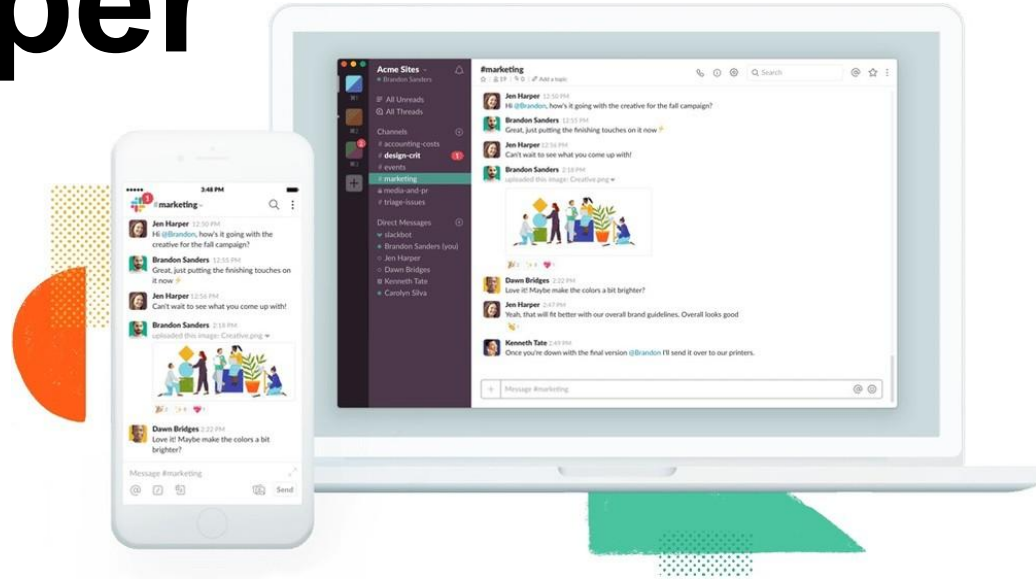 per
Acme Sites
Brandon Sanders
All Unreads
All Threads
Channels
# accounting-costs
# design-crit 1
# events
# marketing
media-and-pr
# triage-issues
Direct Messages
slackbot
Brandon Sanders (you)
Jen Harper
Dawn Bridges
Kenneth Tate
Carolyn Silva
#marketing
Add a topic
Search
Jen Harper 12:50 PM
Hi @Brandon, how's it going with the creative for the fall campaign?
Brandon Sanders 12:55 PM
Great, just putting the finishing touches on it now
Jen Harper 12:56 PM
Can't wait to see what you come up with!
Brandon Sanders 2:18 PM
uploaded this image: Creative.png
Dawn Bridges 2:22 PM
Love it! Maybe make the colors a bit brighter?
Jen Harper 2:47 PM
Yeah, that will fit better with our overall brand guidelines. Overall looks good
Kenneth Tate 2:49 PM
Once you're down with the final version @Brandon I'll send it over to our printers.
Message #marketing
3:48 PM
1
#marketing
Jen Harper 12:50 PM
Hi @Brandon, how's it going with the
creative for the fall campaign?
Brandon Sanders 12:55 PM
Great, just putting the finishing touches on
it now
Jen Harper 12:56 PM
Can't wait to see what you come up with!
Brandon Sanders 2:18 PM
uploaded this image: Creative.png
Dawn Bridges 2:22 PM
Love it! Maybe make the colors a bit
brighter?
Message #marketing
Send